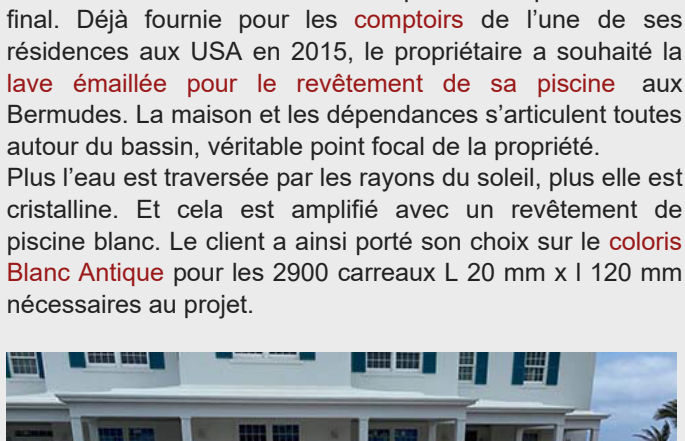 final. Déjà fournie pour les comptoirs de l’une de ses
résidences aux USA en 2015, le propriétaire a souhaité la
lave émaillée pour le revêtement de sa piscine aux
Bermudes. La maison et les dépendances s’articulent toutes
autour du bassin, véritable point focal de la propriété.
Plus l’eau est traversée par les rayons du soleil, plus elle est
cristalline. Et cela est amplifié avec un revêtement de
piscine blanc. Le client a ainsi porté son choix sur le coloris
Blanc Antique pour les 2900 carreaux L 20 mm x l 120 mm
nécessaires au projet.